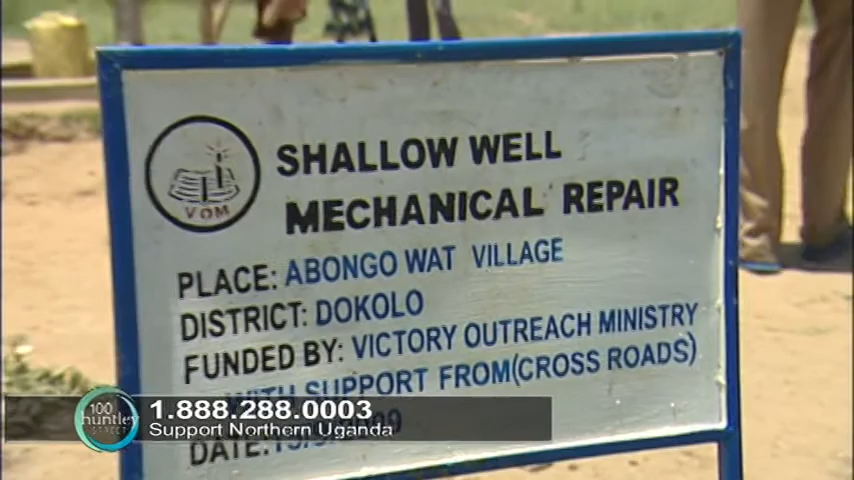 VOM
SHALLOW WELL
MECHANICAL REPAIR
PLACE: ABONGO WAT VILLAGE
DISTRICT: DOKOLO
FUNDED BY: VICTORY OUTREACH MINISTRY
WITH SUPPORT FROM (CROSS ROADS)
100
huntley
STREET
1.888.288.0003
Support Northern Uganda
DATE: